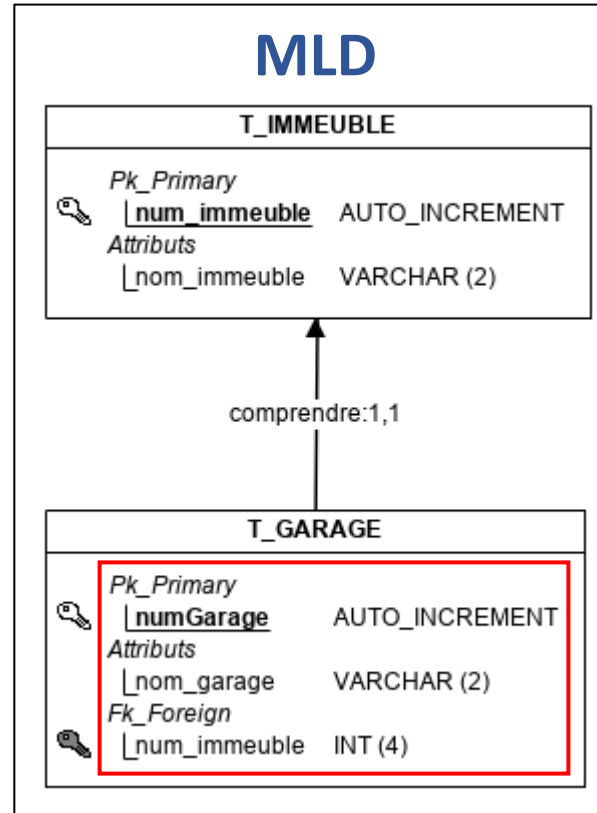 MLD
T_IMMEUBLE
Pk_Primary
num_immeuble AUTO_INCREMENT
Attributs
nom_immeuble VARCHAR (2)
comprendre:1,1
T_GARAGE
Pk_Primary
numGarage AUTO_INCREMENT
Attributs
nom_garage VARCHAR (2)
Fk_Foreign
num_immeuble INT (4)